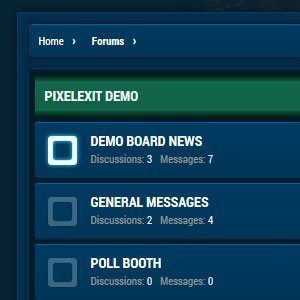 Home › Forums ›
PIXELEXIT DEMO
DEMO BOARD NEWS
Discussions: 3 Messages: 7
GENERAL MESSAGES
Discussions: 2 Messages: 4
POLL BOOTH
Discussions: 0 Messages: 0